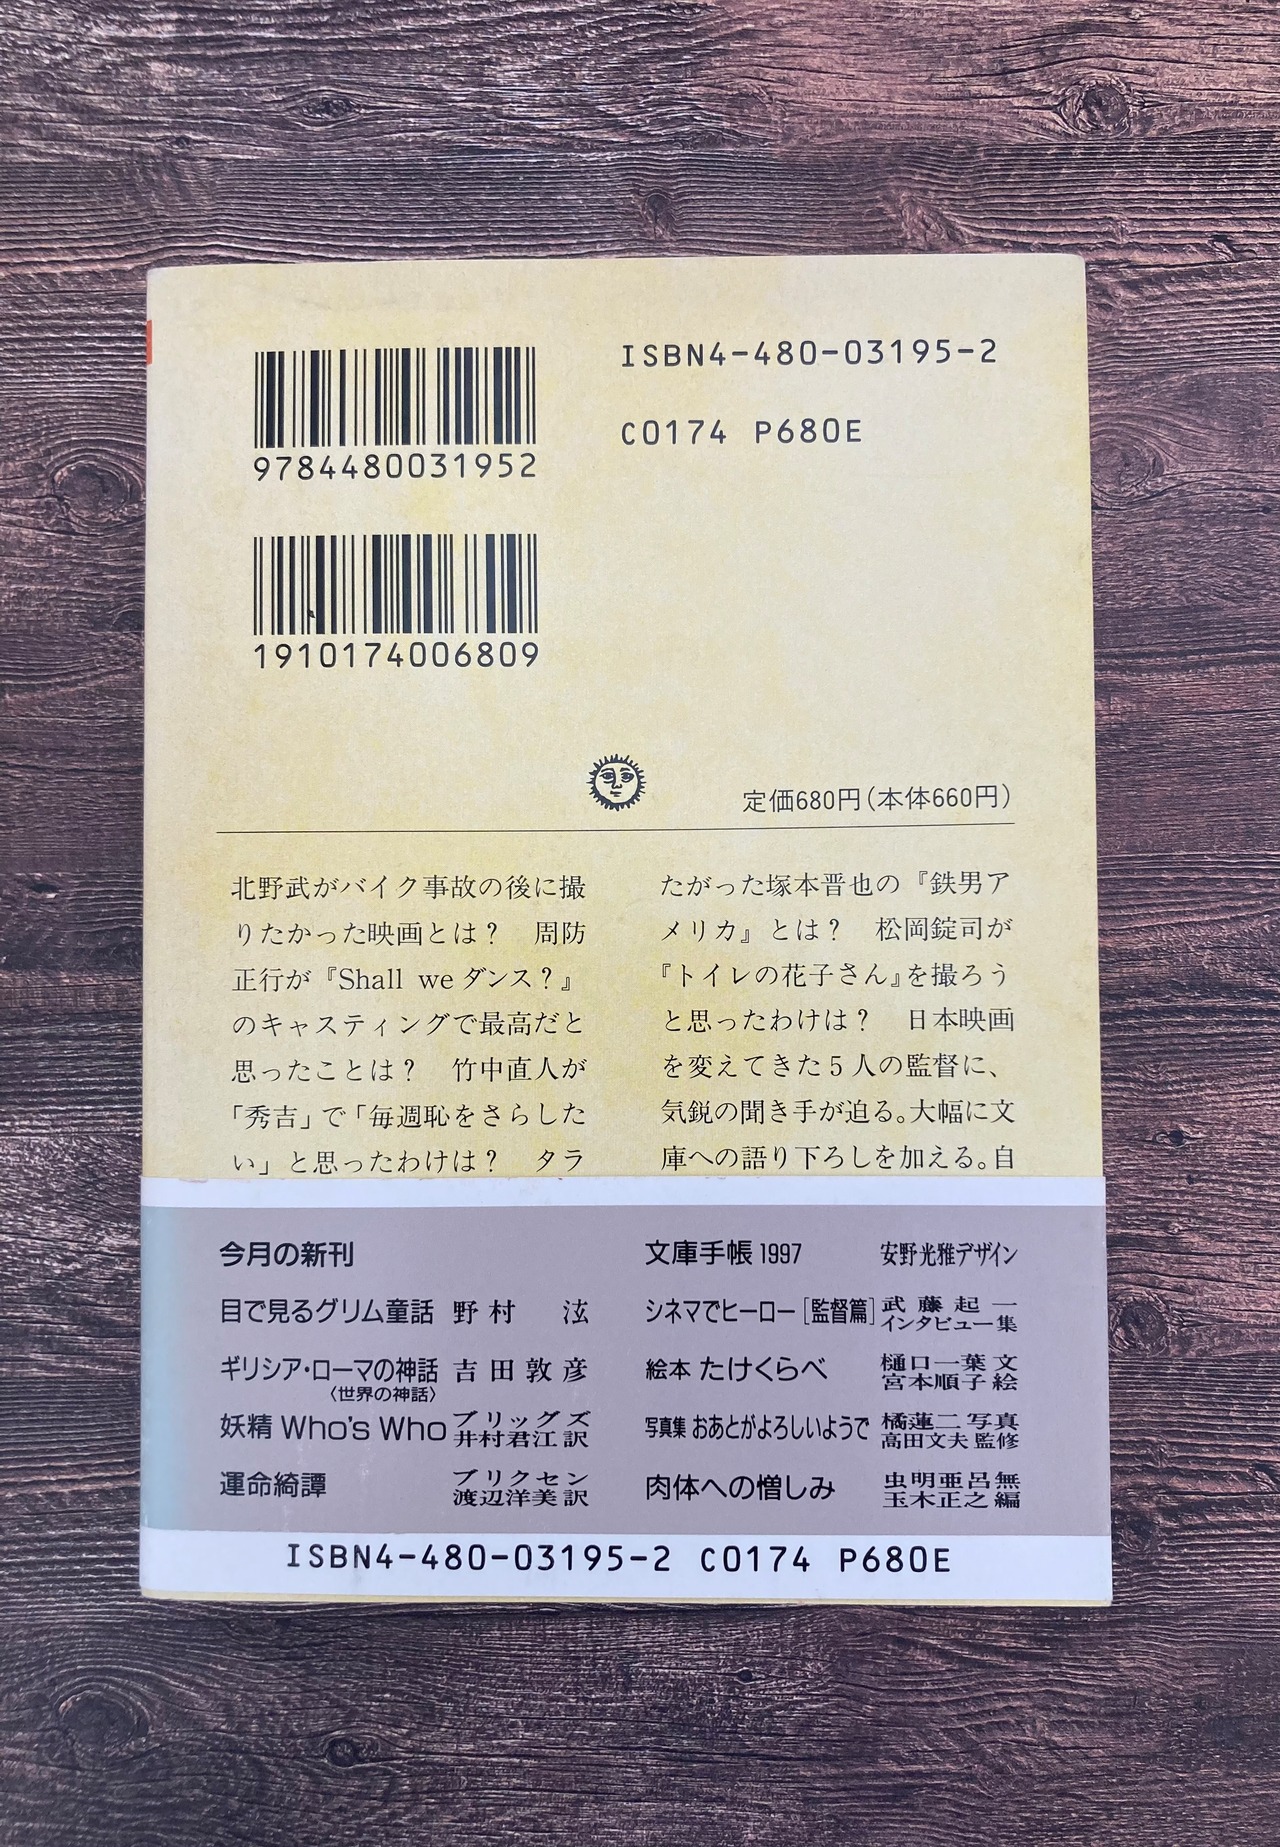 9784480031952
1910174006809
ISBN4-480-03195-2
C0174 P680E
定価680円(本体660円)
北野武がバイク事故の後に撮
りたかった映画とは？　周防
正行が『Shall we ダンス？』
のキャスティングで最高だと
思ったことは？　竹中直人が
「秀吉」で「毎週恥をさらした
い」と思ったわけは？　タラ
たがった塚本晋也の『鉄男ア
メリカ』とは？　松岡錠司が
『トイレの花子さん』を撮ろう
と思ったわけは？　日本映画
を変えてきた5人の監督に、
気鋭の聞き手が迫る。大幅に文
庫への語り下ろしを加える。自
今月の新刊
目で見るグリム童話 野村 泫
ギリシア・ローマの神話 吉田敦彦
〈世界の神話〉
妖精 Who's Who ブリッグズ
井村君江 訳
運命綺譚 ブリクセン
渡辺洋美 訳
文庫手帳 1997 安野光雅デザイン
シネマでヒーロー[監督篇] 武藤起一
インタビュー集
絵本 たけくらべ 樋口一葉 文
宮本順子 絵
写真集 おあとがよろしいようで 橘蓮二 写真
高田文夫 監修
肉体への憎しみ 虫明亜呂無
玉木正之 編
ISBN4-480-03195-2 C0174 P680E